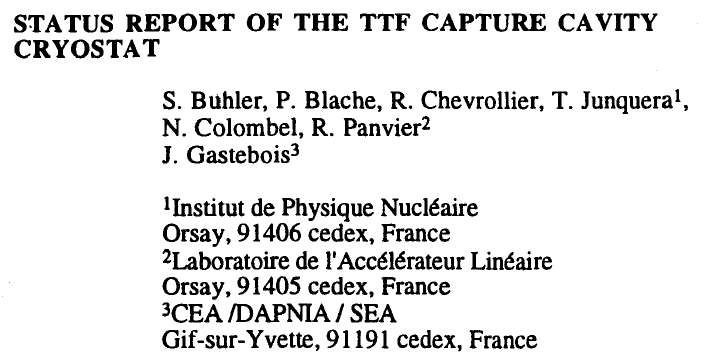 STATUS REPORT OF THE TTF CAPTURE CAVITY
CRYOSTAT
S. Buhler, P. Blache, R. Chevrollier, T. Junquera¹,
N. Colombel, R. Panvier²
J. Gastebois³
¹Institut de Physique Nucléaire
Orsay, 91406 cedex, France
²Laboratoire de l'Accélérateur Linéaire
Orsay, 91405 cedex, France
³CEA /DAPNIA / SEA
Gif-sur-Yvette, 91191 cedex, France